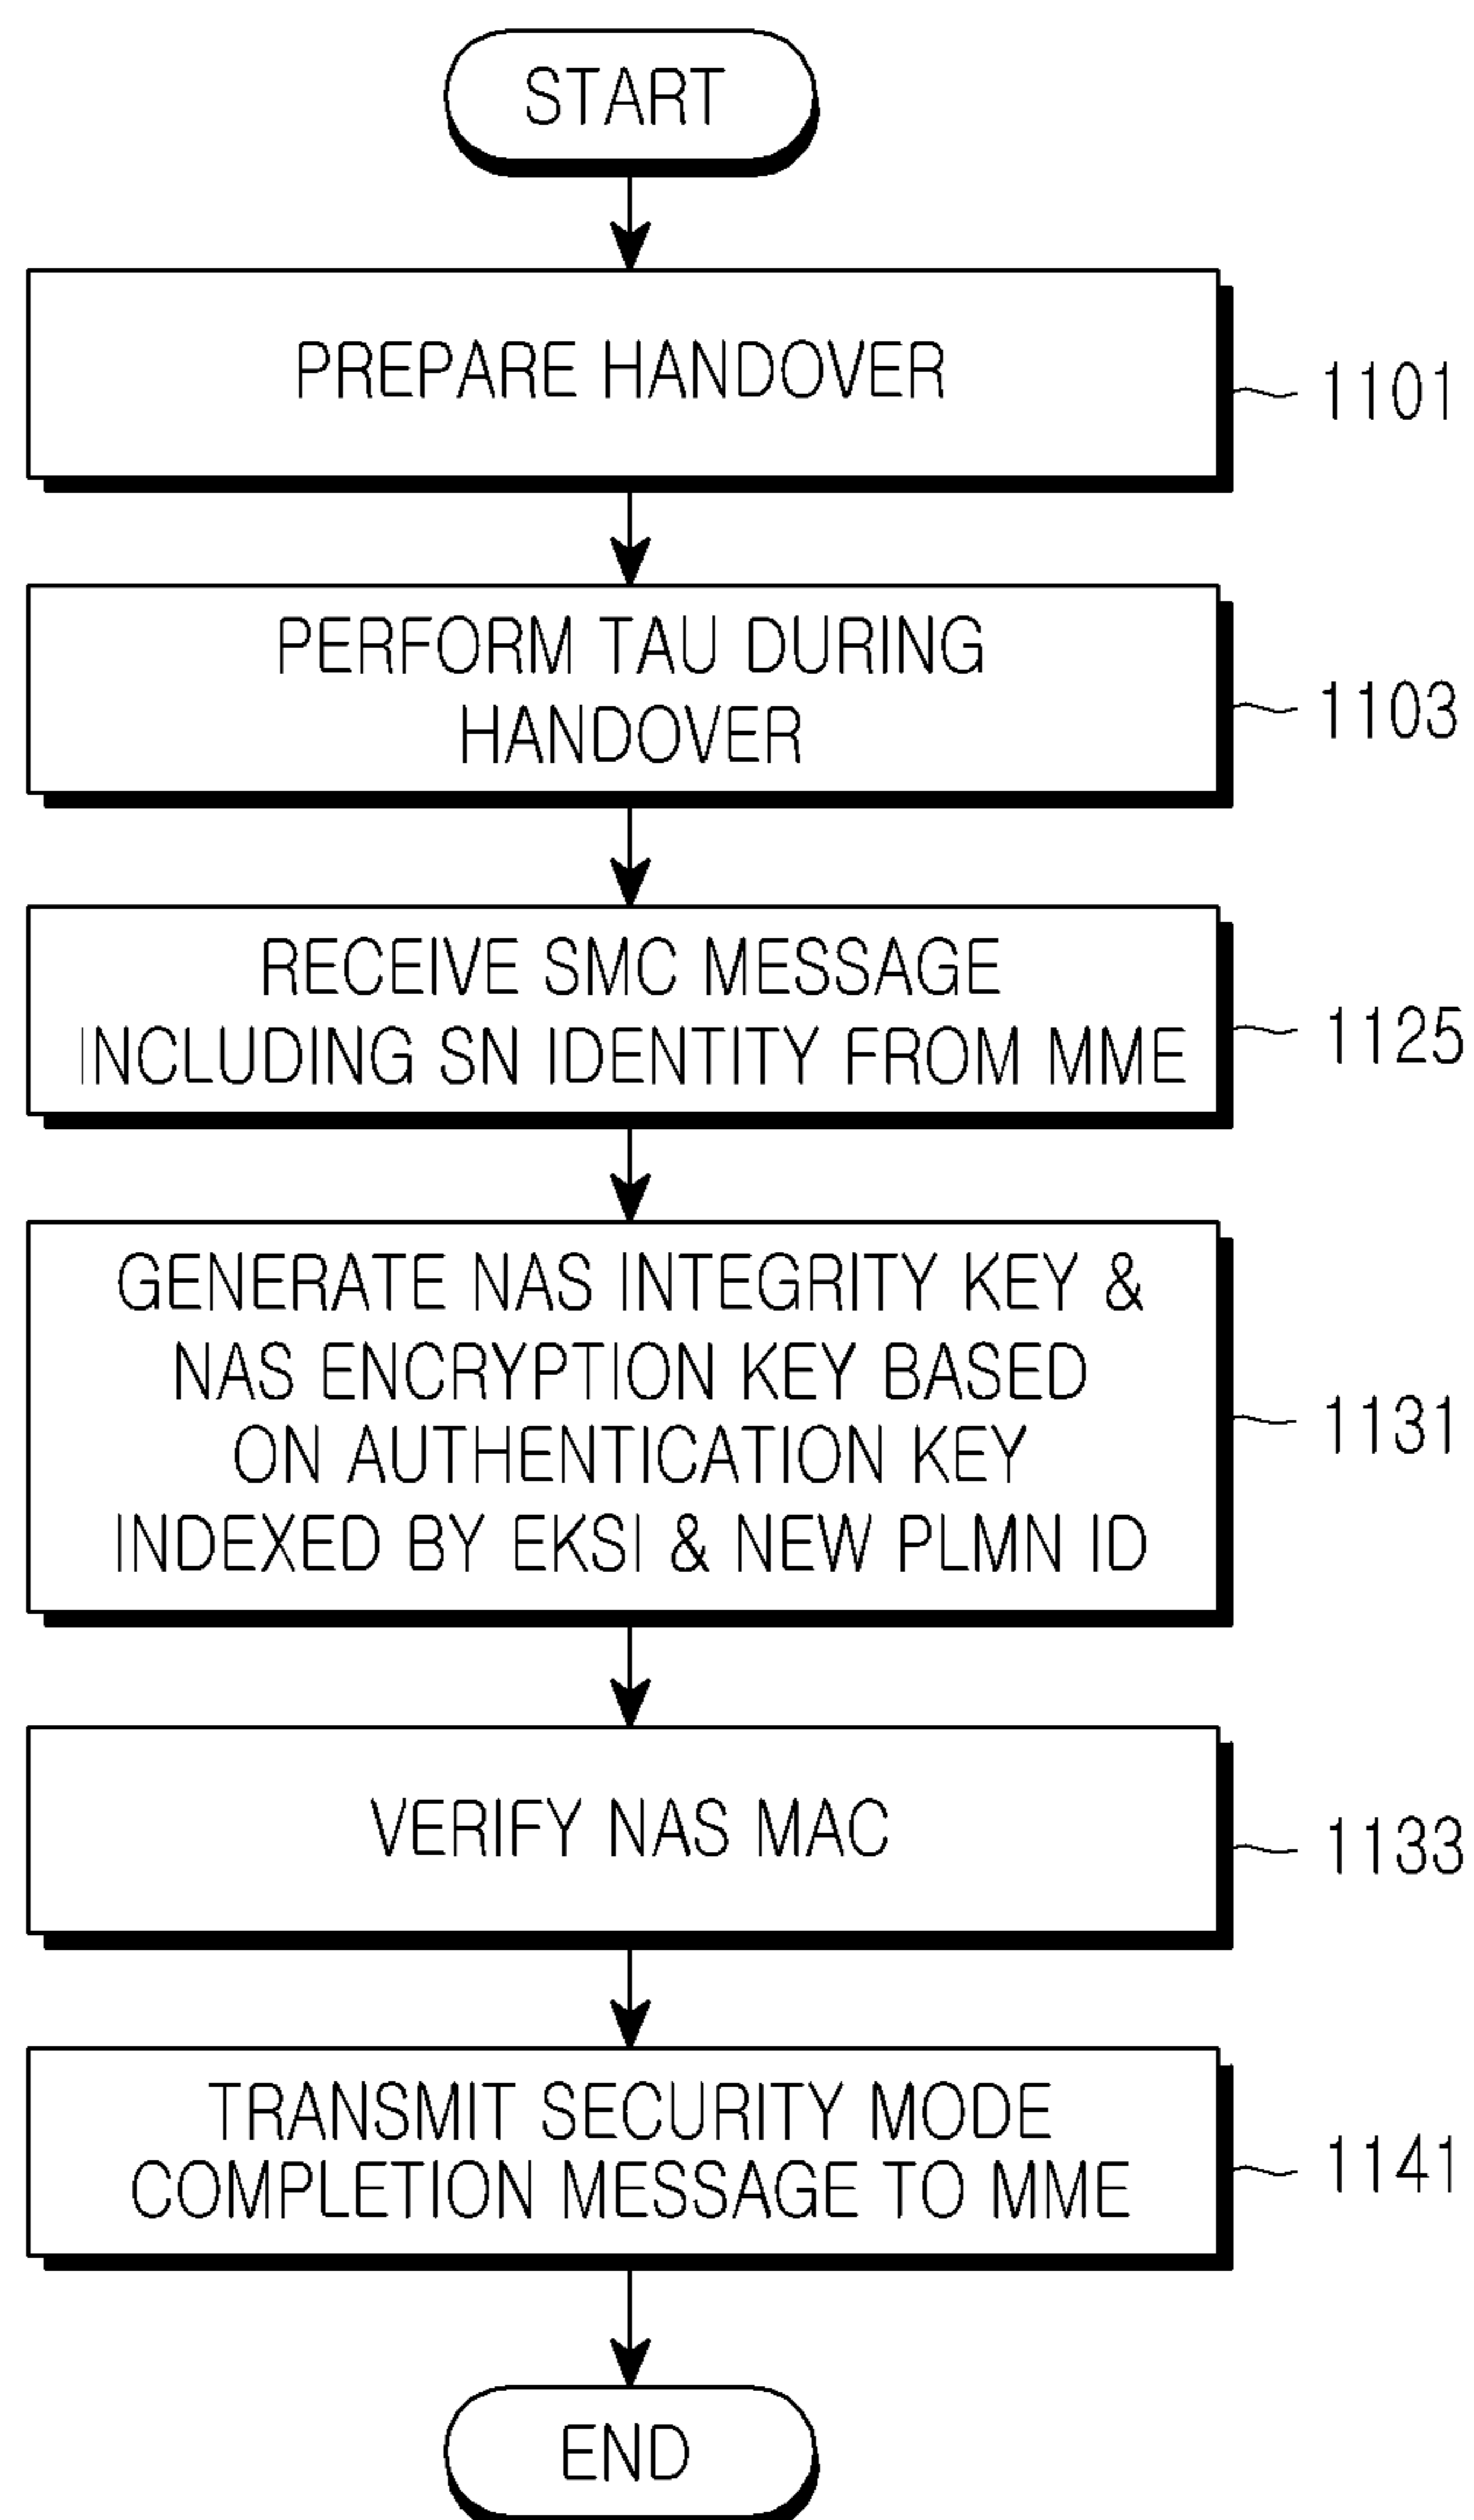 START
PREPARE HANDOVER
1101
PERFORM TAU DURING
HANDOVER
1103
RECEIVE SMC MESSAGE
INCLUDING SN IDENTITY FROM MME
1125
GENERATE NAS INTEGRITY KEY &
NAS ENCRYPTION KEY BASED
ON AUTHENTICATION KEY
INDEXED BY EKSI & NEW PLMN ID
1131
VERIFY NAS MAC
1133
TRANSMIT SECURITY MODE
COMPLETION MESSAGE TO MME
1141
END